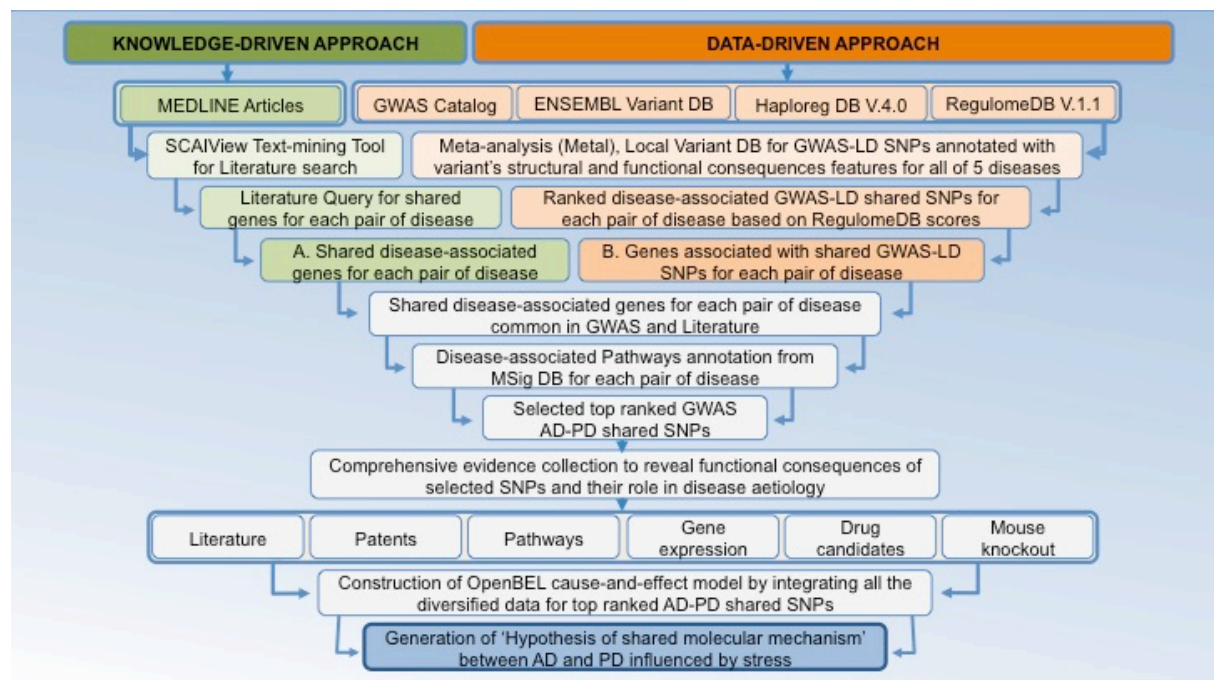 KNOWLEDGE-DRIVEN APPROACH
DATA-DRIVEN APPROACH
MEDLINE Articles
GWAS Catalog
ENSEMBL Variant DB
Haploreg DB V.4.0
RegulomeDB V.1.1
SCAIView Text-mining Tool
for Literature search
Meta-analysis (Metal), Local Variant DB for GWAS-LD SNPs annotated with
variant's structural and functional consequences features for all of 5 diseases
Literature Query for shared
genes for each pair of disease
Ranked disease-associated GWAS-LD shared SNPs for
each pair of disease based on RegulomeDB scores
A. Shared disease-associated
genes for each pair of disease
B. Genes associated with shared GWAS-LD
SNPs for each pair of disease
Shared disease-associated genes for each pair of disease
common in GWAS and Literature
Disease-associated Pathways annotation from
MSig DB for each pair of disease
Selected top ranked GWAS
AD-PD shared SNPs
Comprehensive evidence collection to reveal functional consequences of
selected SNPs and their role in disease aetiology
Literature
Patents
Pathways
Gene
expression
Drug
candidates
Mouse
knockout
Construction of OpenBEL cause-and-effect model by integrating all the
diversified data for top ranked AD-PD shared SNPs
Generation of 'Hypothesis of shared molecular mechanism'
between AD and PD influenced by stress